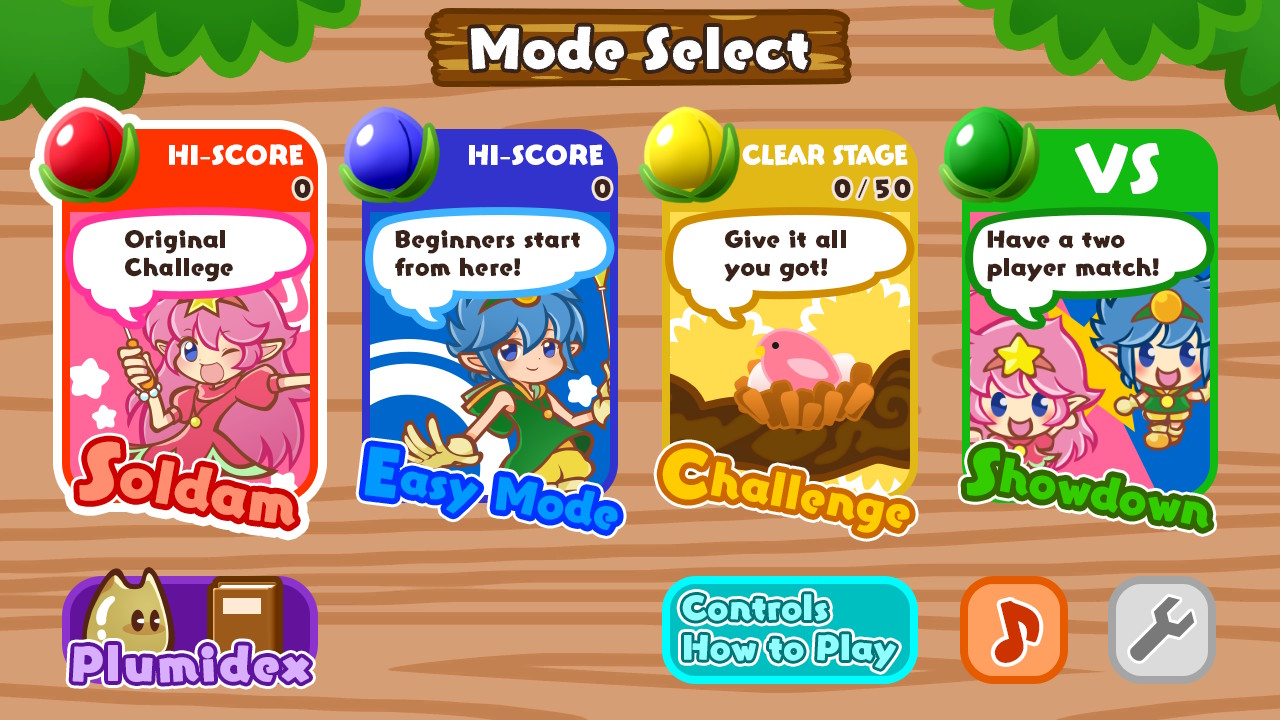 Mode Select
HI-SCORE
0
Original
Challege
Soldam
HI-SCORE
0
Beginners start
from here!
Easy Mode
CLEAR STAGE
0/50
Give it all
you got!
Challenge
VS
Have a two
player match!
Showdown
Plumidex
Controls
How to Play